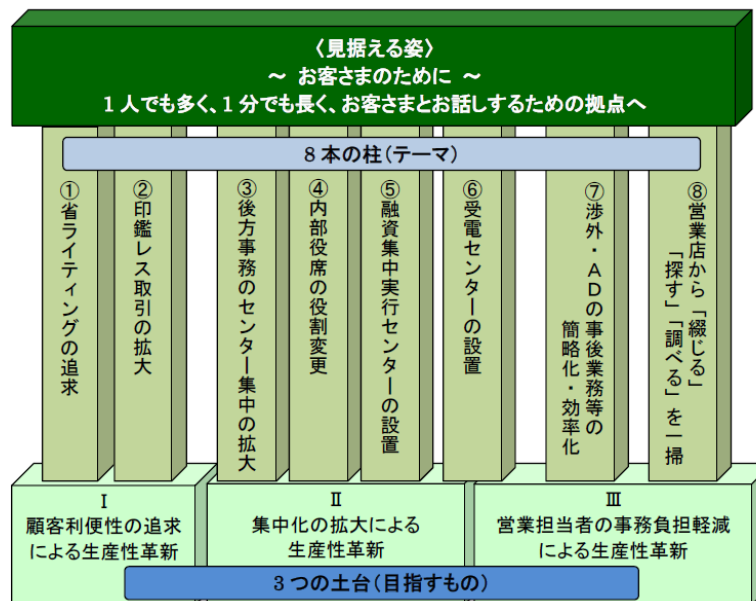 〈見据える姿〉
～ お客さまのために ～
1人でも多く、1分でも長く、お客さまとお話しするための拠点へ
8本の柱(テーマ)
①省ライティングの追求
②印鑑レス取引の拡大
③後方事務のセンター集中の拡大
④内部役席の役割変更
⑤融資集中実行センターの設置
⑥受電センターの設置
⑦渉外・ADの事後業務等の
簡略化・効率化
⑧営業店から「綴じる」
「探す」「調べる」を一掃
Ⅰ
顧客利便性の追求
による生産性革新
Ⅱ
集中化の拡大による
生産性革新
Ⅲ
営業担当者の事務負担軽減
による生産性革新
3つの土台(目指すもの)